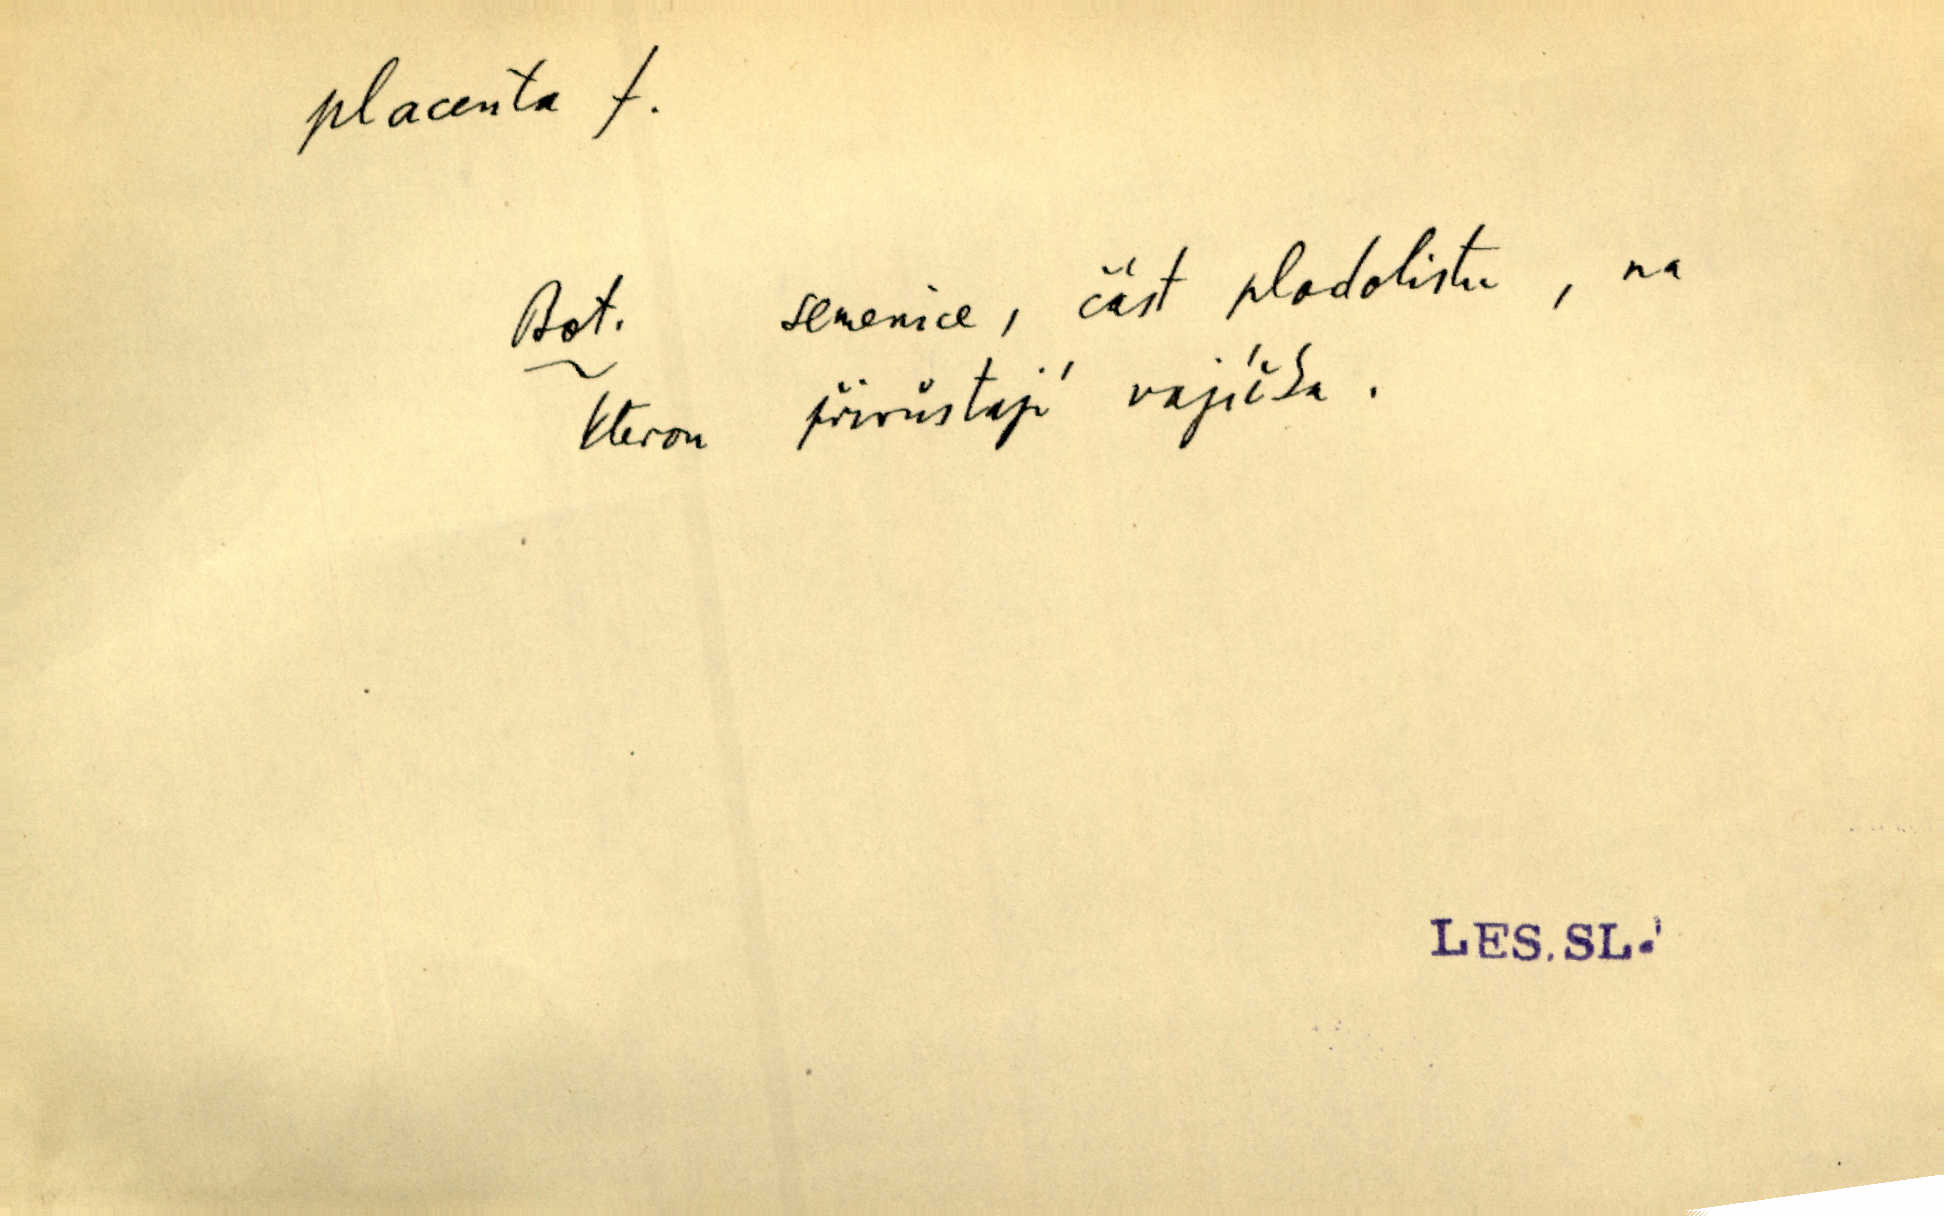 placenta f.
Bot. semenice, část plodolistu, na
kterou přirůstají vajíčka.
LES. SL.